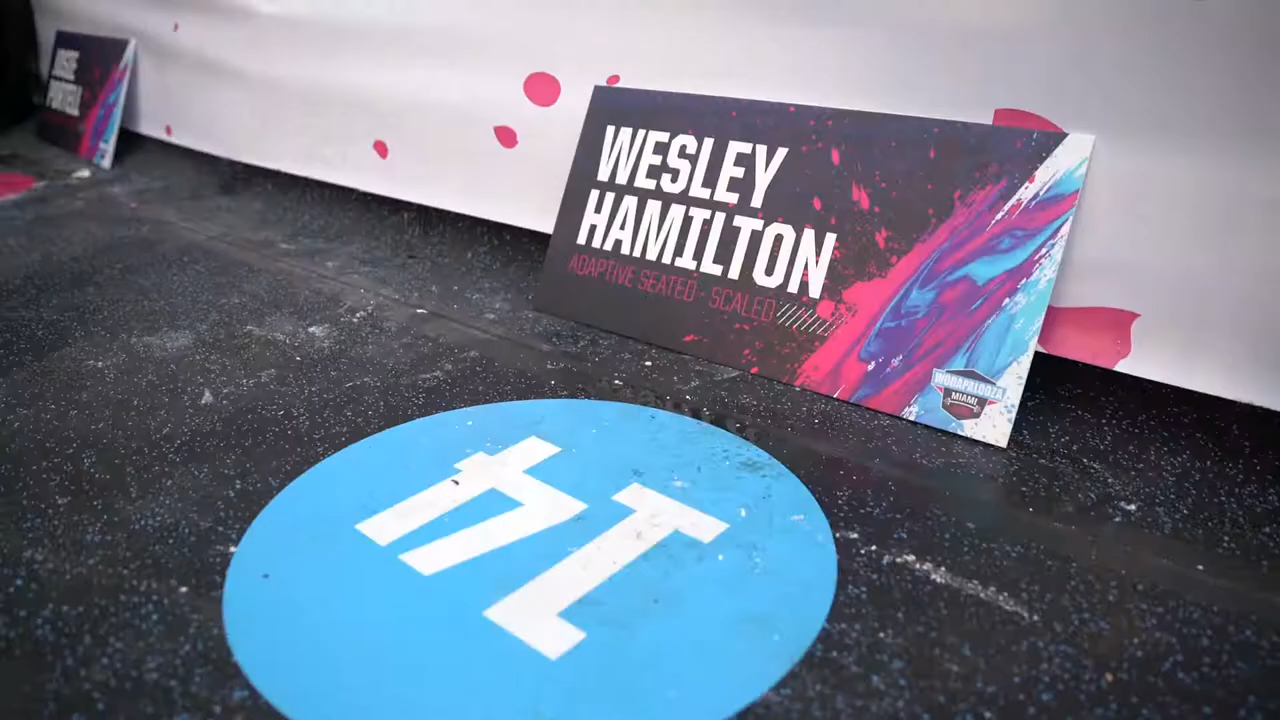 WESLEY
HAMILTON
ADAPTIVE SEATED - SCALED
WODAPALOOZA
MIAMI
14